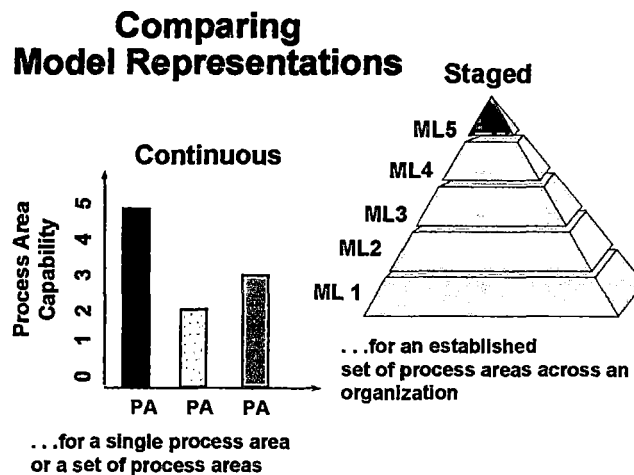 Comparing
Model Representations
Continuous
Process Area
Capability
5
4
3
2
1
0
PA PA PA
. . .for a single process area
or a set of process areas
Staged
ML5
ML4
ML3
ML2
ML 1
. . .for an established
set of process areas across an
organization